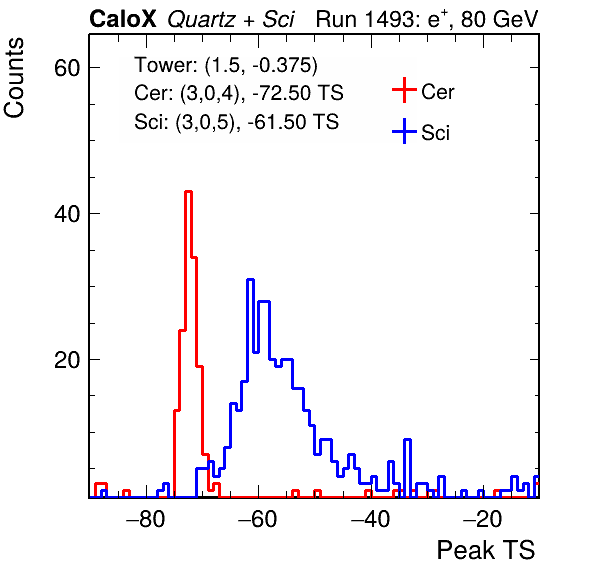 CaloX Quartz + Sci Run 1493: e⁺, 80 GeV
Counts
60
40
20
Tower: (1.5, -0.375)
Cer: (3,0,4), -72.50 TS
Sci: (3,0,5), -61.50 TS
Cer
Sci
−80 −60 −40 −20
Peak TS